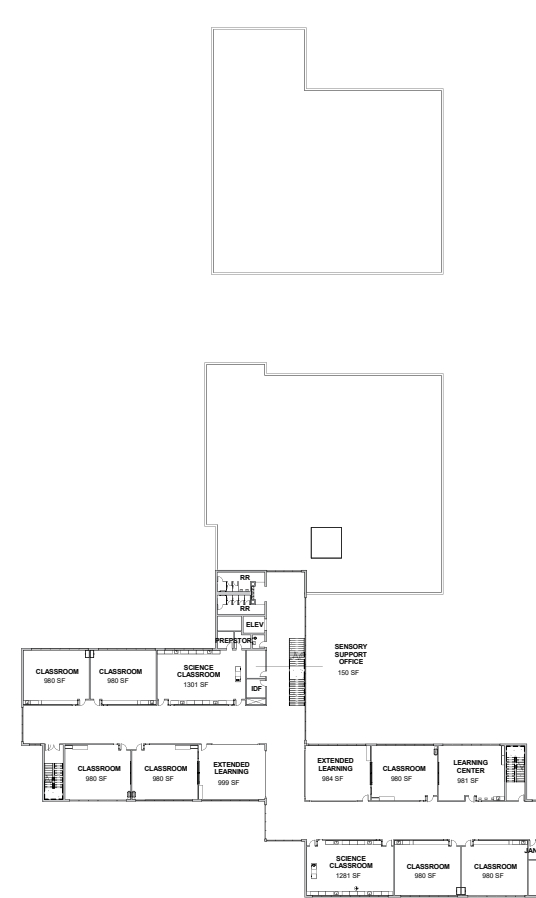 RR
RR
ELEV
PREP STOR
SENSORY
SUPPORT
OFFICE
150 SF
CLASSROOM
980 SF
CLASSROOM
980 SF
SCIENCE
CLASSROOM
1301 SF
IDF
CLASSROOM
980 SF
CLASSROOM
980 SF
EXTENDED
LEARNING
999 SF
EXTENDED
LEARNING
984 SF
CLASSROOM
980 SF
LEARNING
CENTER
981 SF
SCIENCE
CLASSROOM
1281 SF
CLASSROOM
980 SF
CLASSROOM
980 SF
JAN